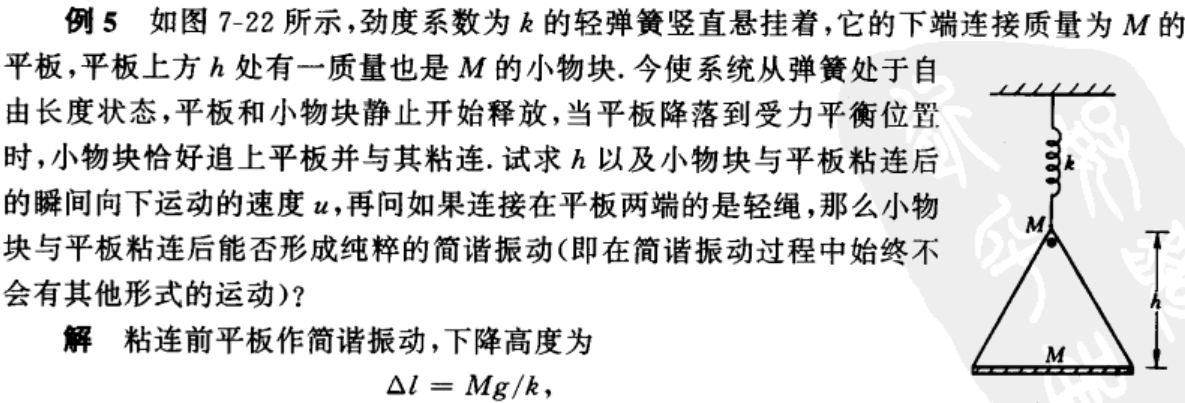 例 5 如图 7-22 所示,劲度系数为 k 的轻弹簧竖直悬挂着,它的下端连接质量为 M 的
平板,平板上方 h 处有一质量也是 M 的小物块.今使系统从弹簧处于自
由长度状态,平板和小物块静止开始释放,当平板降落到受力平衡位置
时,小物块恰好追上平板并与其粘连.试求 h 以及小物块与平板粘连后
的瞬间向下运动的速度 u,再问如果连接在平板两端的是轻绳,那么小物
块与平板粘连后能否形成纯粹的简谐振动(即在简谐振动过程中始终不
会有其他形式的运动)?
解 粘连前平板作简谐振动,下降高度为
Δl = Mg/k,
k
M
h
M